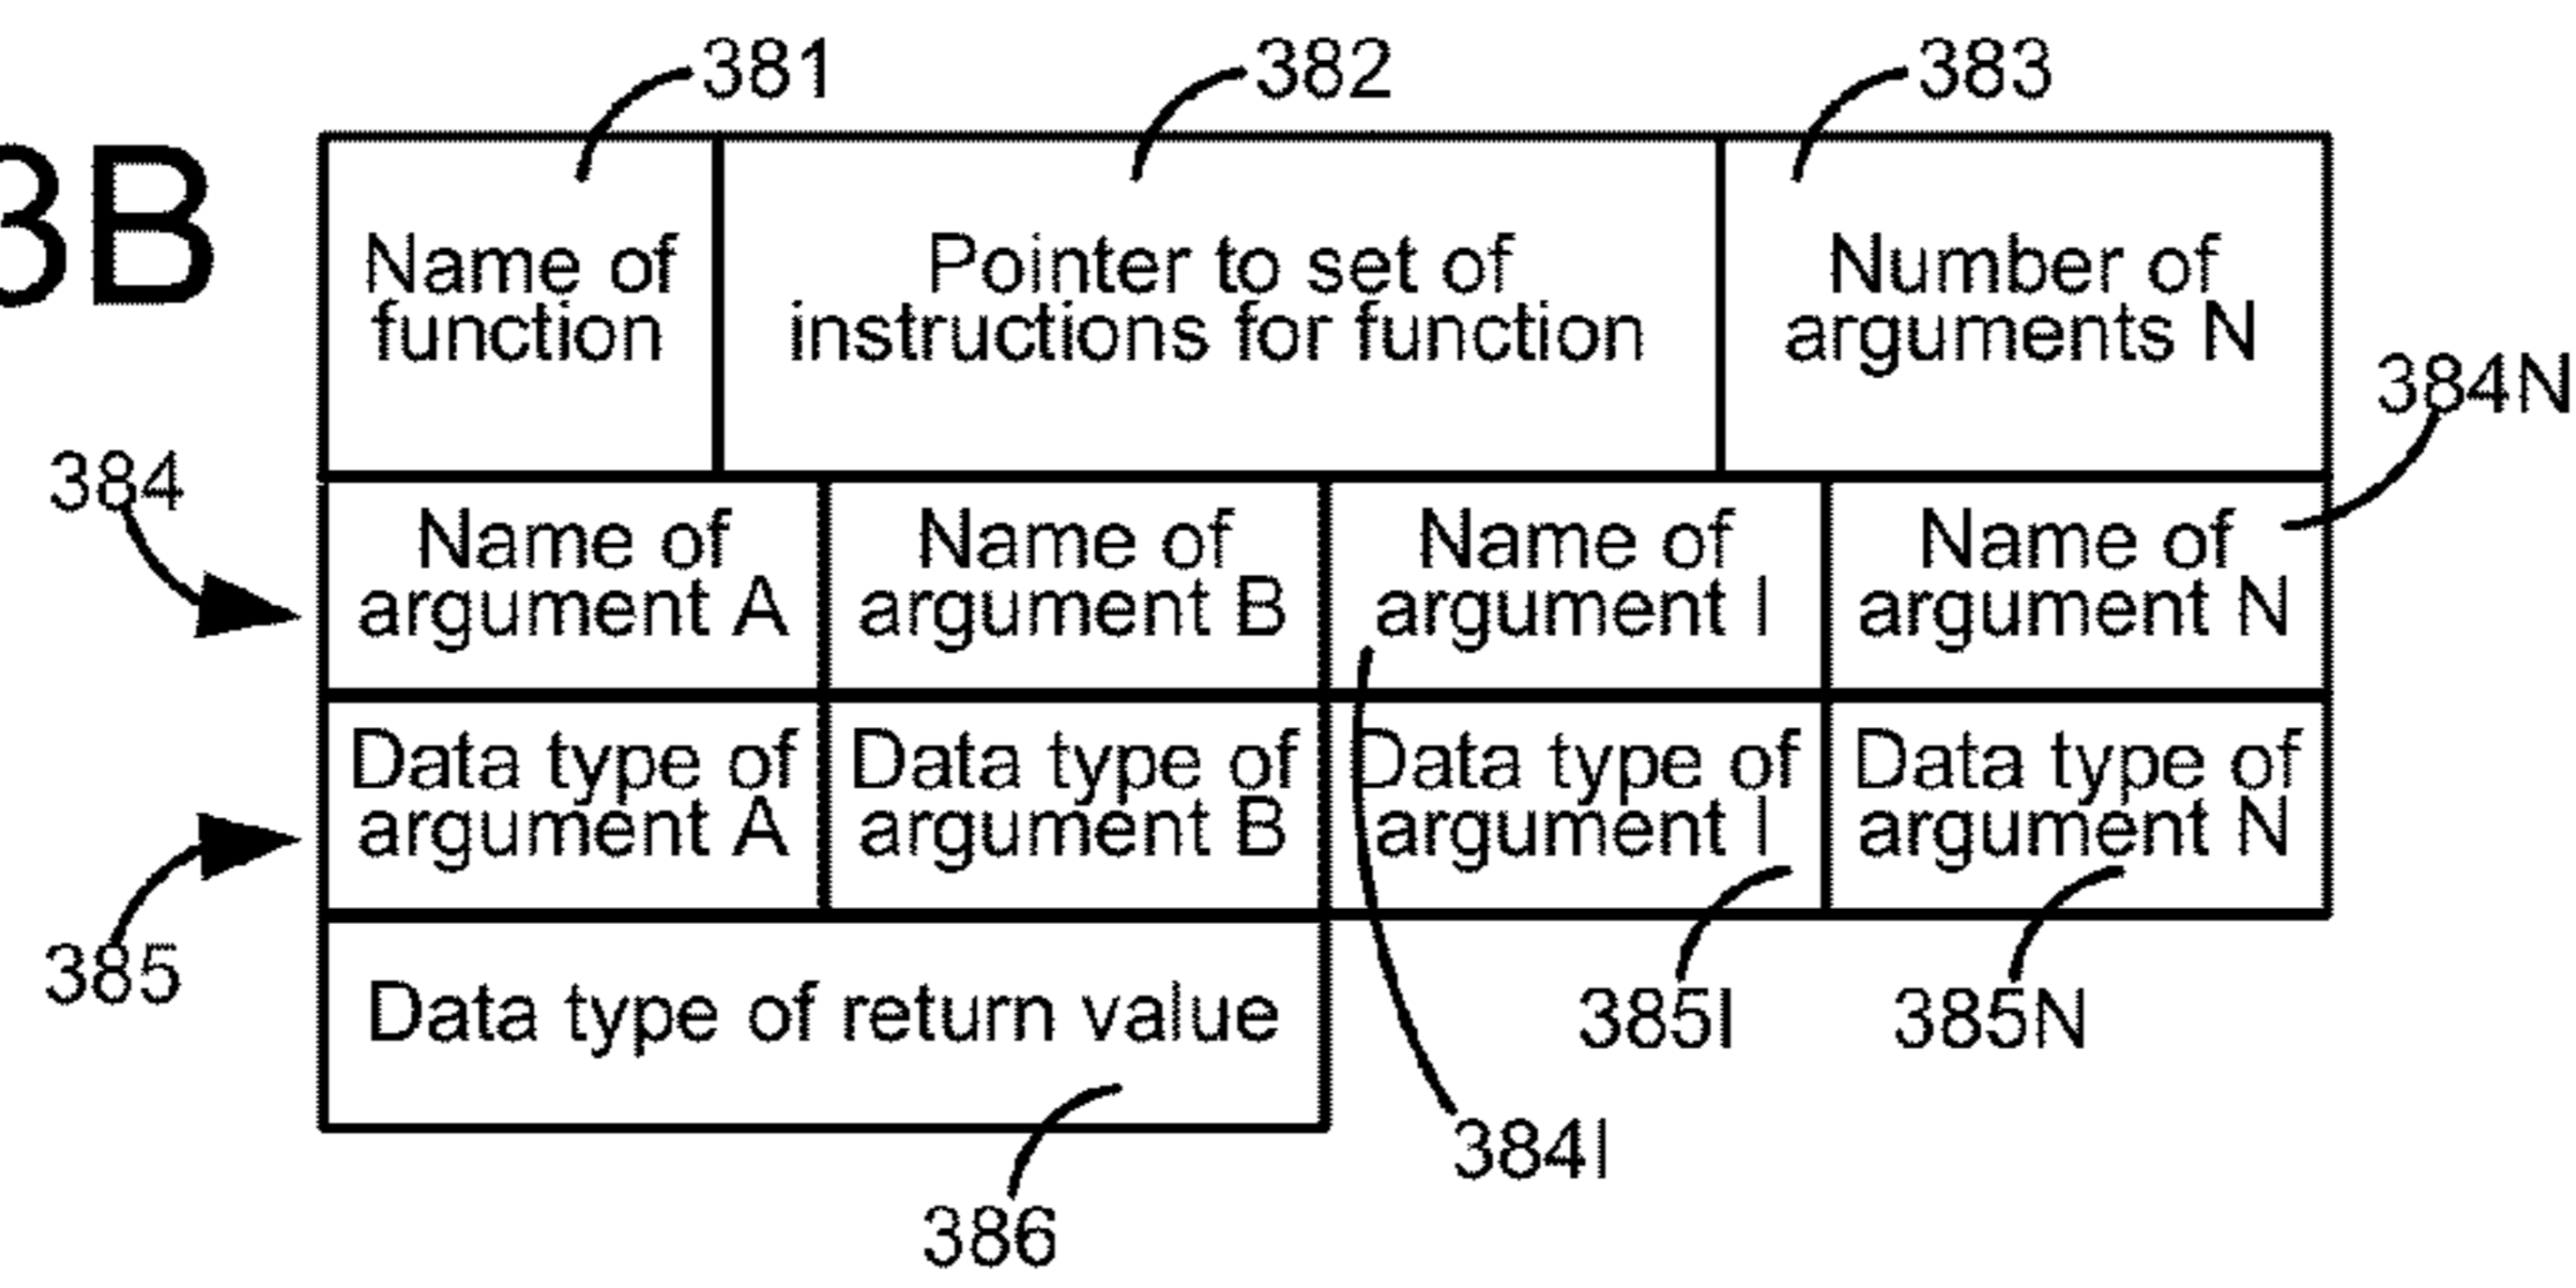 381
382
383
3B
Name of
function
Pointer to set of
instructions for function
Number of
arguments N
384N
384
Name of
argument A
Name of
argument B
Name of
argument I
Name of
argument N
Data type of
argument A
Data type of
argument B
Data type of
argument I
Data type of
argument N
385
Data type of return value
385I
385N
384I
386